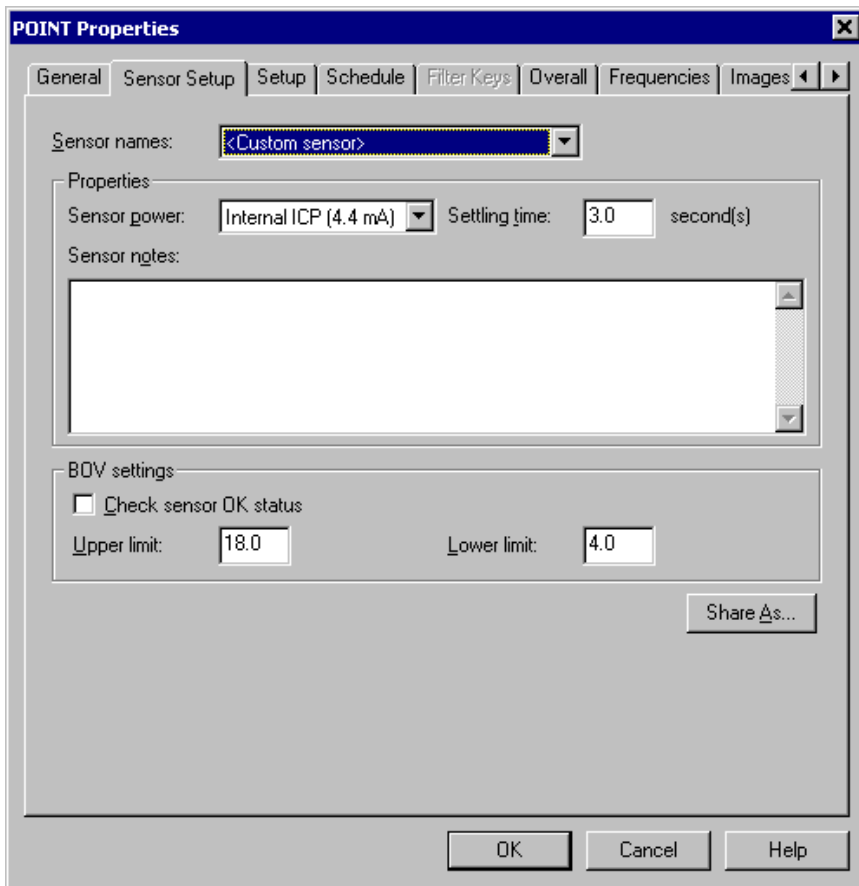 POINT Properties
General Sensor Setup Setup Schedule Filter Keys Overall Frequencies Images
Sensor names: <Custom sensor>
Properties
Sensor power: Internal ICP (4.4 mA) Settling time: 3.0 second(s)
Sensor notes:
BOV settings
Check sensor OK status
Upper limit: 18.0 Lower limit: 4.0
Share As...
OK Cancel Help